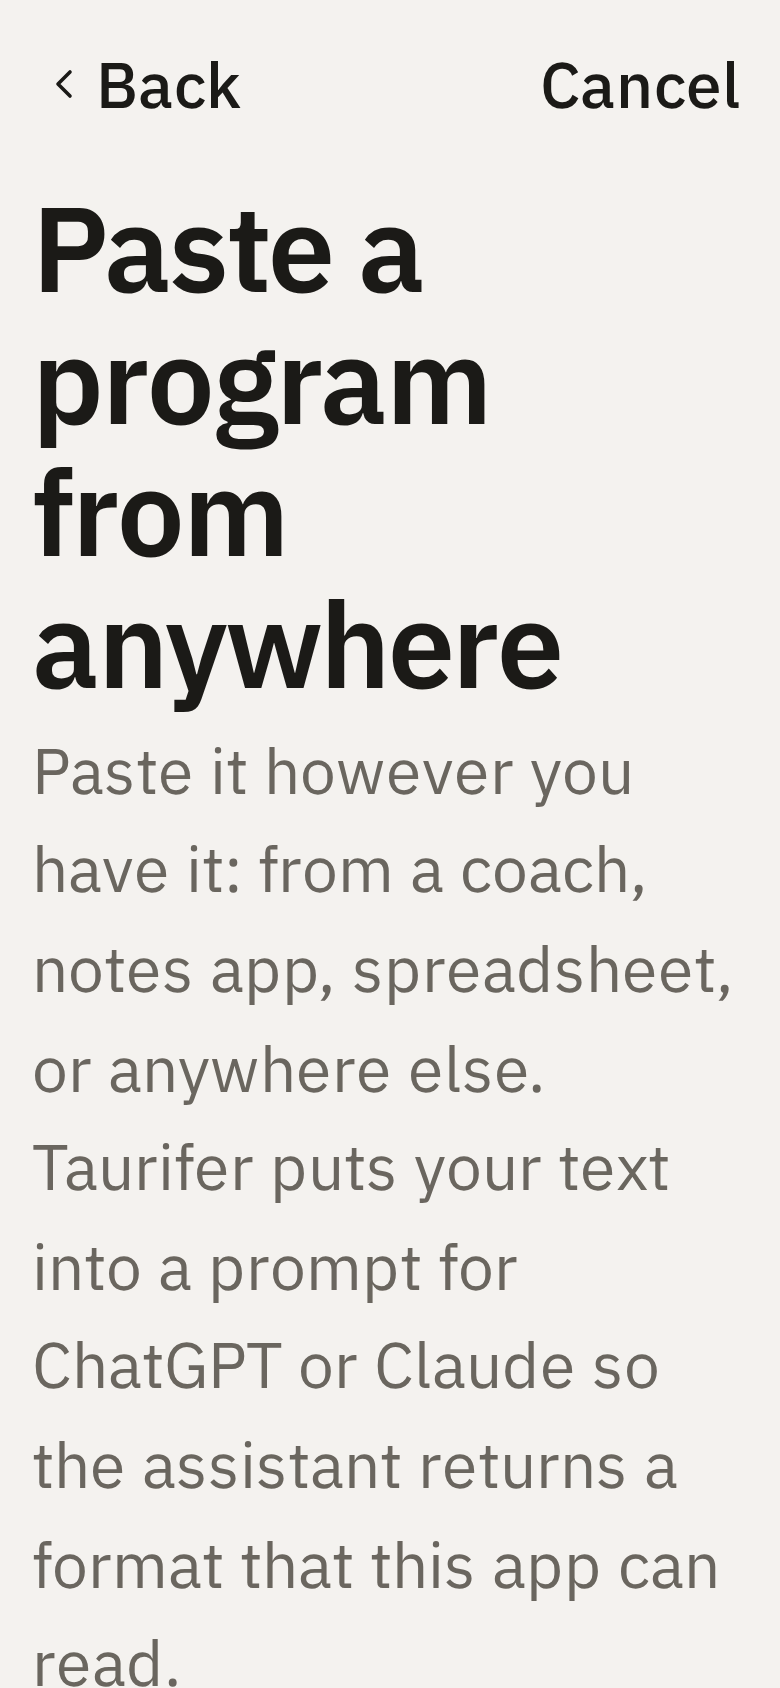 Back
Cancel
Paste a
program
from
anywhere
Paste it however you
have it: from a coach,
notes app, spreadsheet,
or anywhere else.
Taurifer puts your text
into a prompt for
ChatGPT or Claude so
the assistant returns a
format that this app can
read.